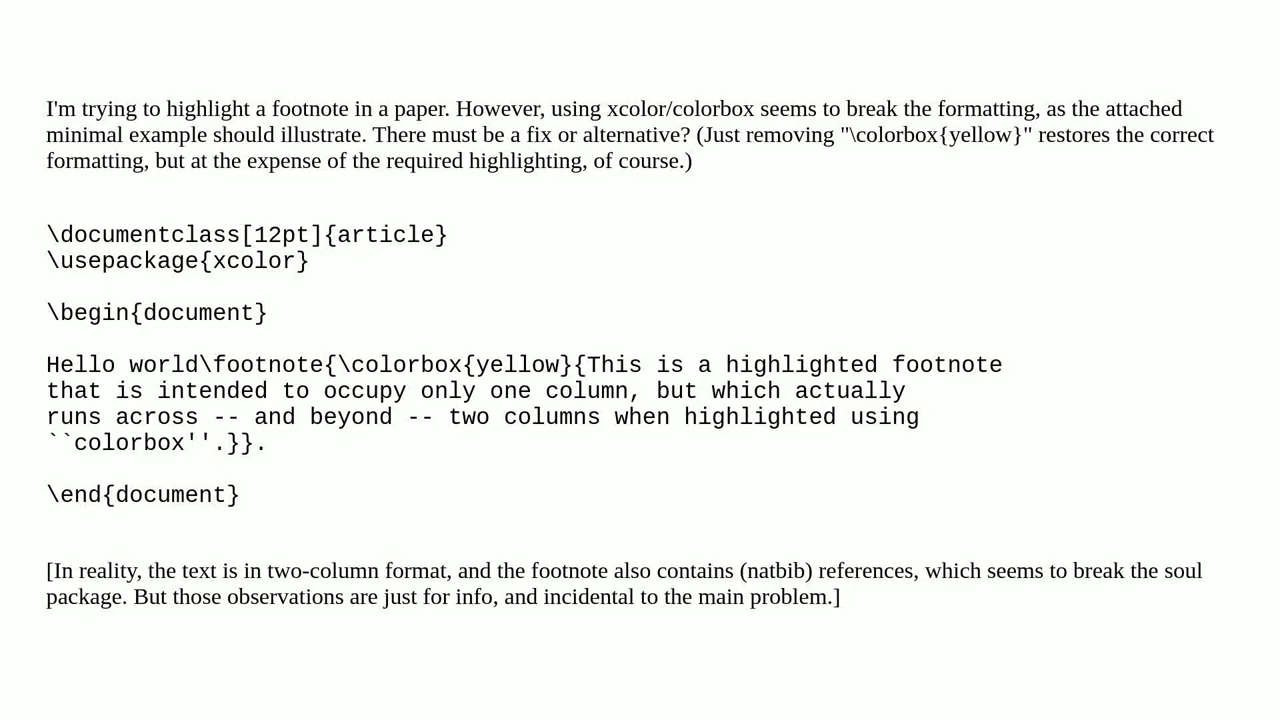 I'm trying to highlight a footnote in a paper. However, using xcolor/colorbox seems to break the formatting, as the attached
minimal example should illustrate. There must be a fix or alternative? (Just removing "\colorbox{yellow}" restores the correct
formatting, but at the expense of the required highlighting, of course.)
\documentclass[12pt]{article}
\usepackage{xcolor}
\begin{document}
Hello world\footnote{\colorbox{yellow}{This is a highlighted footnote
that is intended to occupy only one column, but which actually
runs across -- and beyond -- two columns when highlighted using
``colorbox''.}}.
\end{document}
[In reality, the text is in two-column format, and the footnote also contains (natbib) references, which seems to break the soul
package. But those observations are just for info, and incidental to the main problem.]